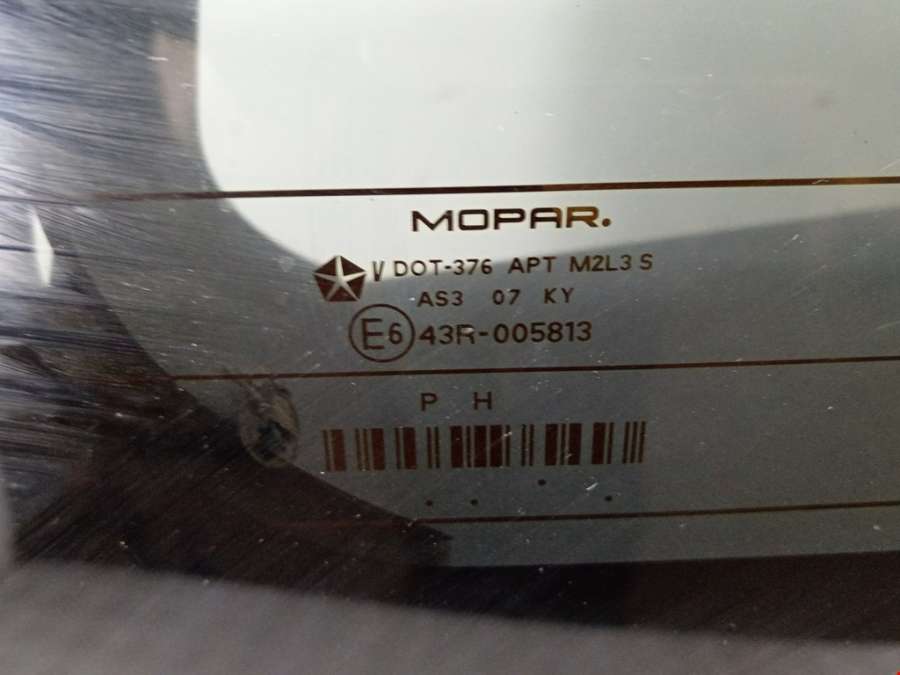 MOPAR.
V DOT-376 APT M2L3 S
AS3 07 KY
E6 43R-005813
P H